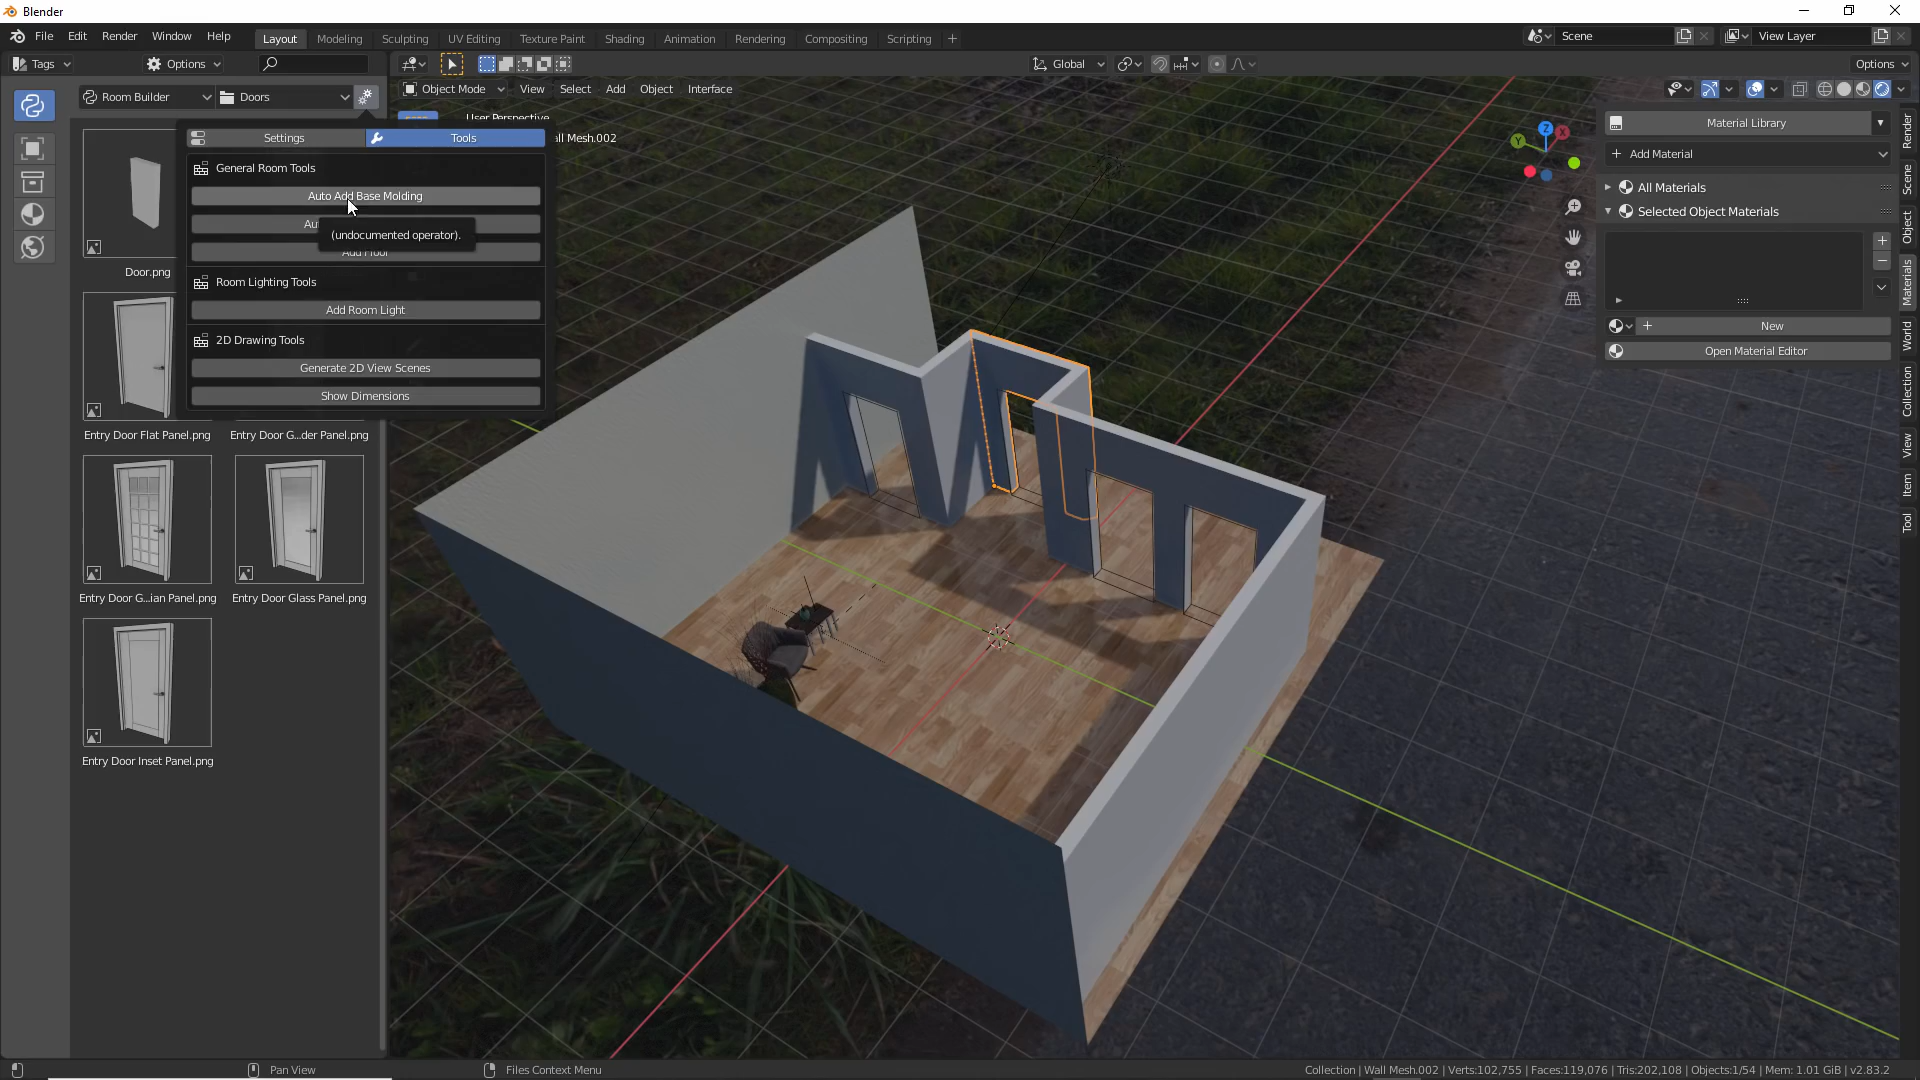 Blender
File Edit Render Window Help
Layout Modeling Sculpting UV Editing Texture Paint Shading Animation Rendering Compositing Scripting +
Scene
View Layer
Tags
Options
Global
Options
Room Builder
Doors
Object Mode View Select Add Object Interface
User Perspective
all Mesh.002
Settings
Tools
General Room Tools
Auto Add Base Molding
(undocumented operator).
Add Floor
Room Lighting Tools
Add Room Light
2D Drawing Tools
Generate 2D View Scenes
Show Dimensions
Door.png
Entry Door Flat Panel.png
Entry Door G...der Panel.png
Entry Door G...ian Panel.png
Entry Door Glass Panel.png
Entry Door Inset Panel.png
Z
X
Y
Material Library
Add Material
All Materials
Selected Object Materials
New
Open Material Editor
Render
Scene
Object
Materials
World
Collection
View
Item
Tool
Pan View
Files Context Menu
Collection | Wall Mesh.002 | Verts:102,755 | Faces:119,076 | Tris:202,108 | Objects:1/54 | Mem: 1.01 GiB | v2.83.2